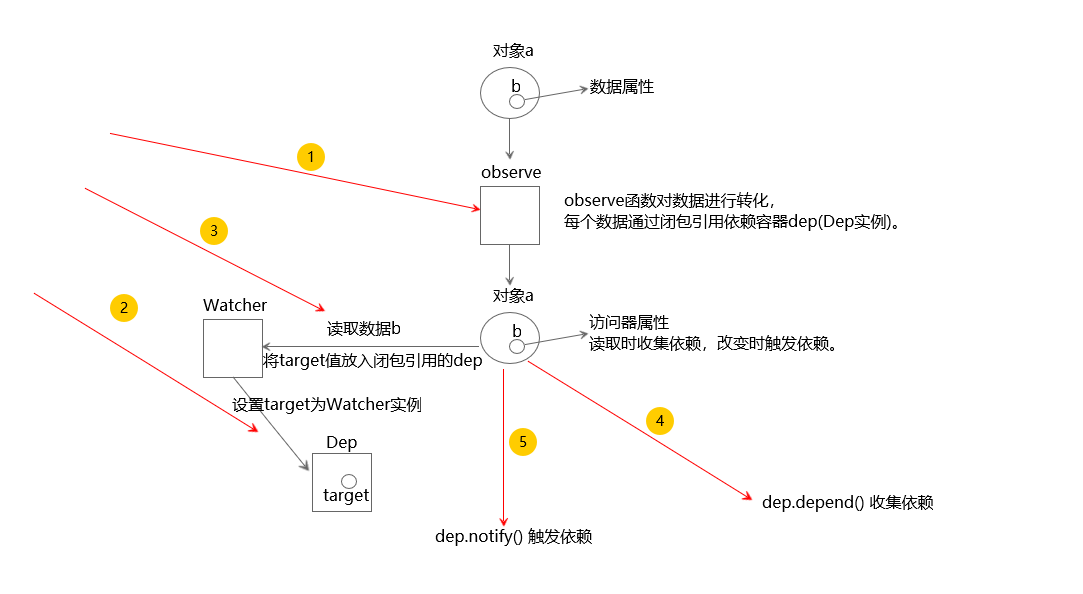 对象a
b
数据属性
1
observe
observe函数对数据进行转化，
每个数据通过闭包引用依赖容器dep(Dep实例)。
3
对象a
2
Watcher
读取数据b
b
访问器属性
读取时收集依赖，改变时触发依赖。
将target值放入闭包引用的dep
设置target为Watcher实例
4
5
Dep
target
dep.depend() 收集依赖
dep.notify() 触发依赖